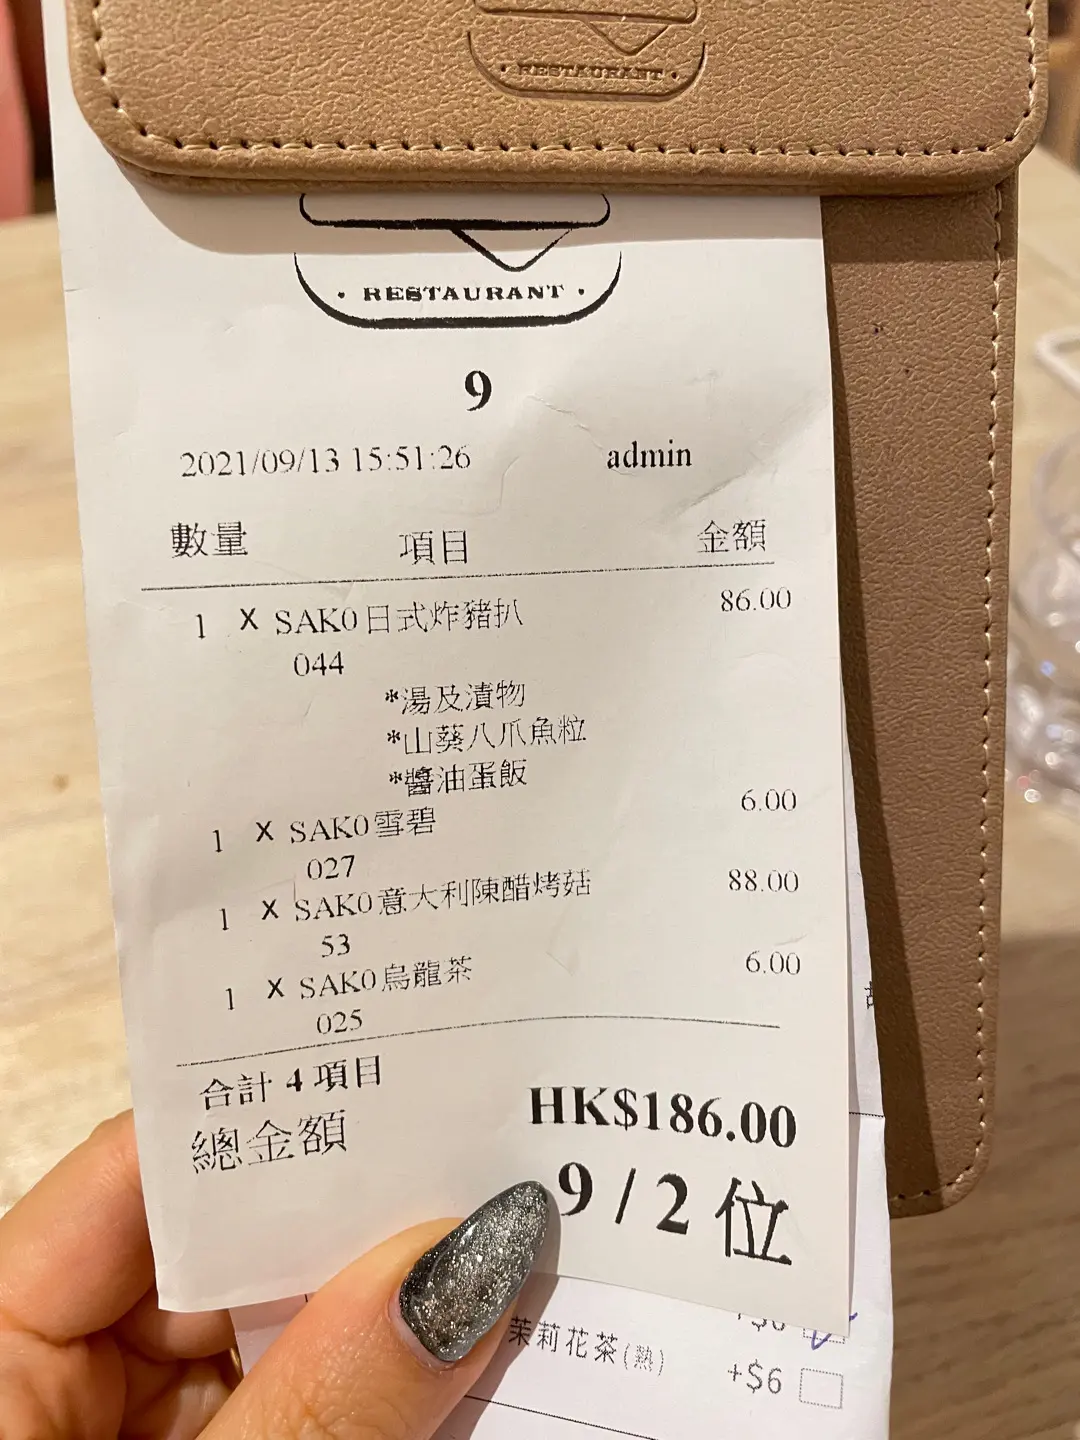 RESTAURANT
RESTAURANT
9
2021/09/13 15:51:26 admin
數量 項目 金額
1 X SAK0日式炸豬扒 86.00
044
*湯及漬物
*山葵八爪魚粒
*醬油蛋飯
1 X SAK0雪碧 6.00
027
1 X SAK0意大利陳醋烤菇 88.00
53
1 X SAK0烏龍茶 6.00
025
合計 4 項目
總金額 HK$186.00
9 / 2 位
茉莉花茶(熱) +$6